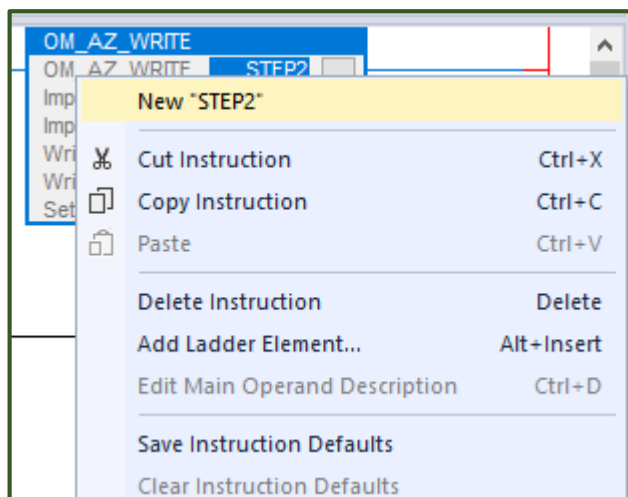 OM_AZ_WRITE
OM_AZ_WRITE STEP2
Imp
Imp
Wri
Wri
Set
New "STEP2"
Cut Instruction Ctrl+X
Copy Instruction Ctrl+C
Paste Ctrl+V
Delete Instruction Delete
Add Ladder Element... Alt+Insert
Edit Main Operand Description Ctrl+D
Save Instruction Defaults
Clear Instruction Defaults